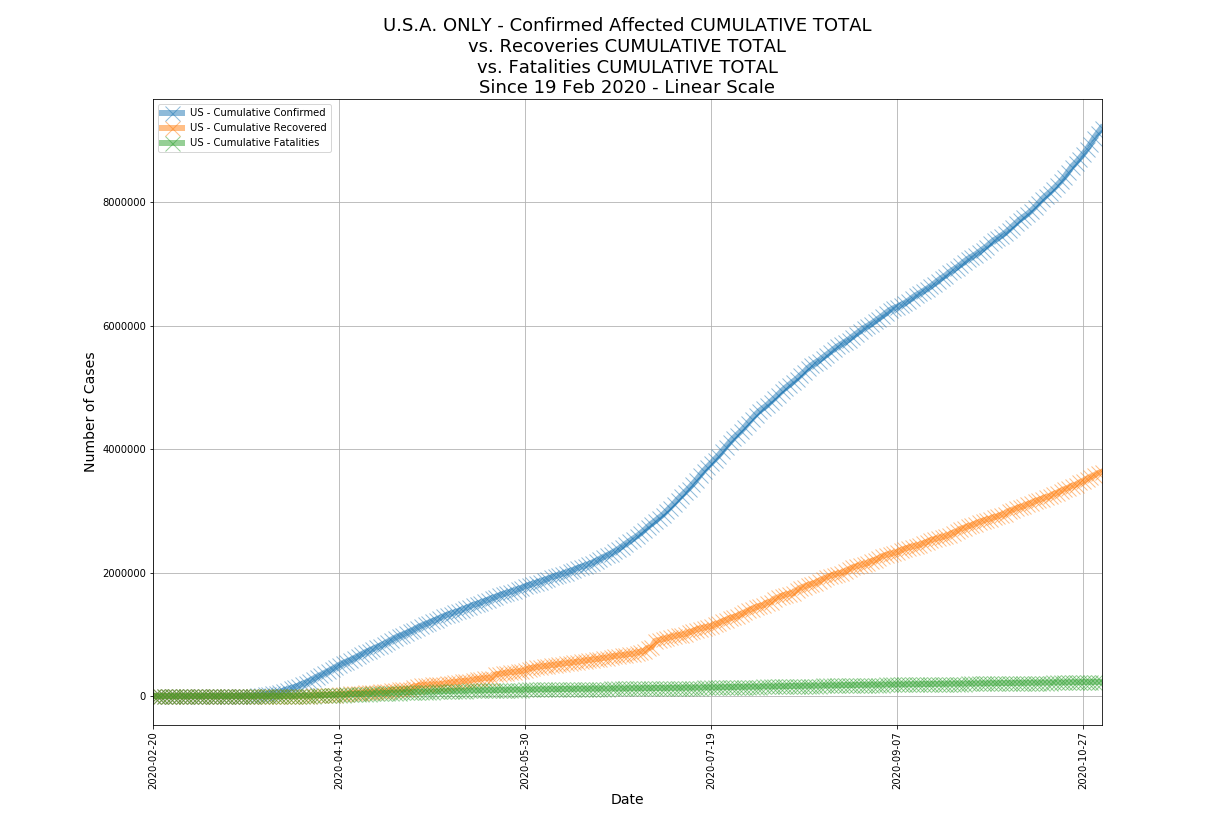 U.S.A. ONLY - Confirmed Affected CUMULATIVE TOTAL
vs. Recoveries CUMULATIVE TOTAL
vs. Fatalities CUMULATIVE TOTAL
Since 19 Feb 2020 - Linear Scale
US - Cumulative Confirmed
US - Cumulative Recovered
US - Cumulative Fatalities
Number of Cases
8000000
6000000
4000000
2000000
0
2020-02-20
2020-04-10
2020-05-30
2020-07-19
2020-09-07
2020-10-27
Date